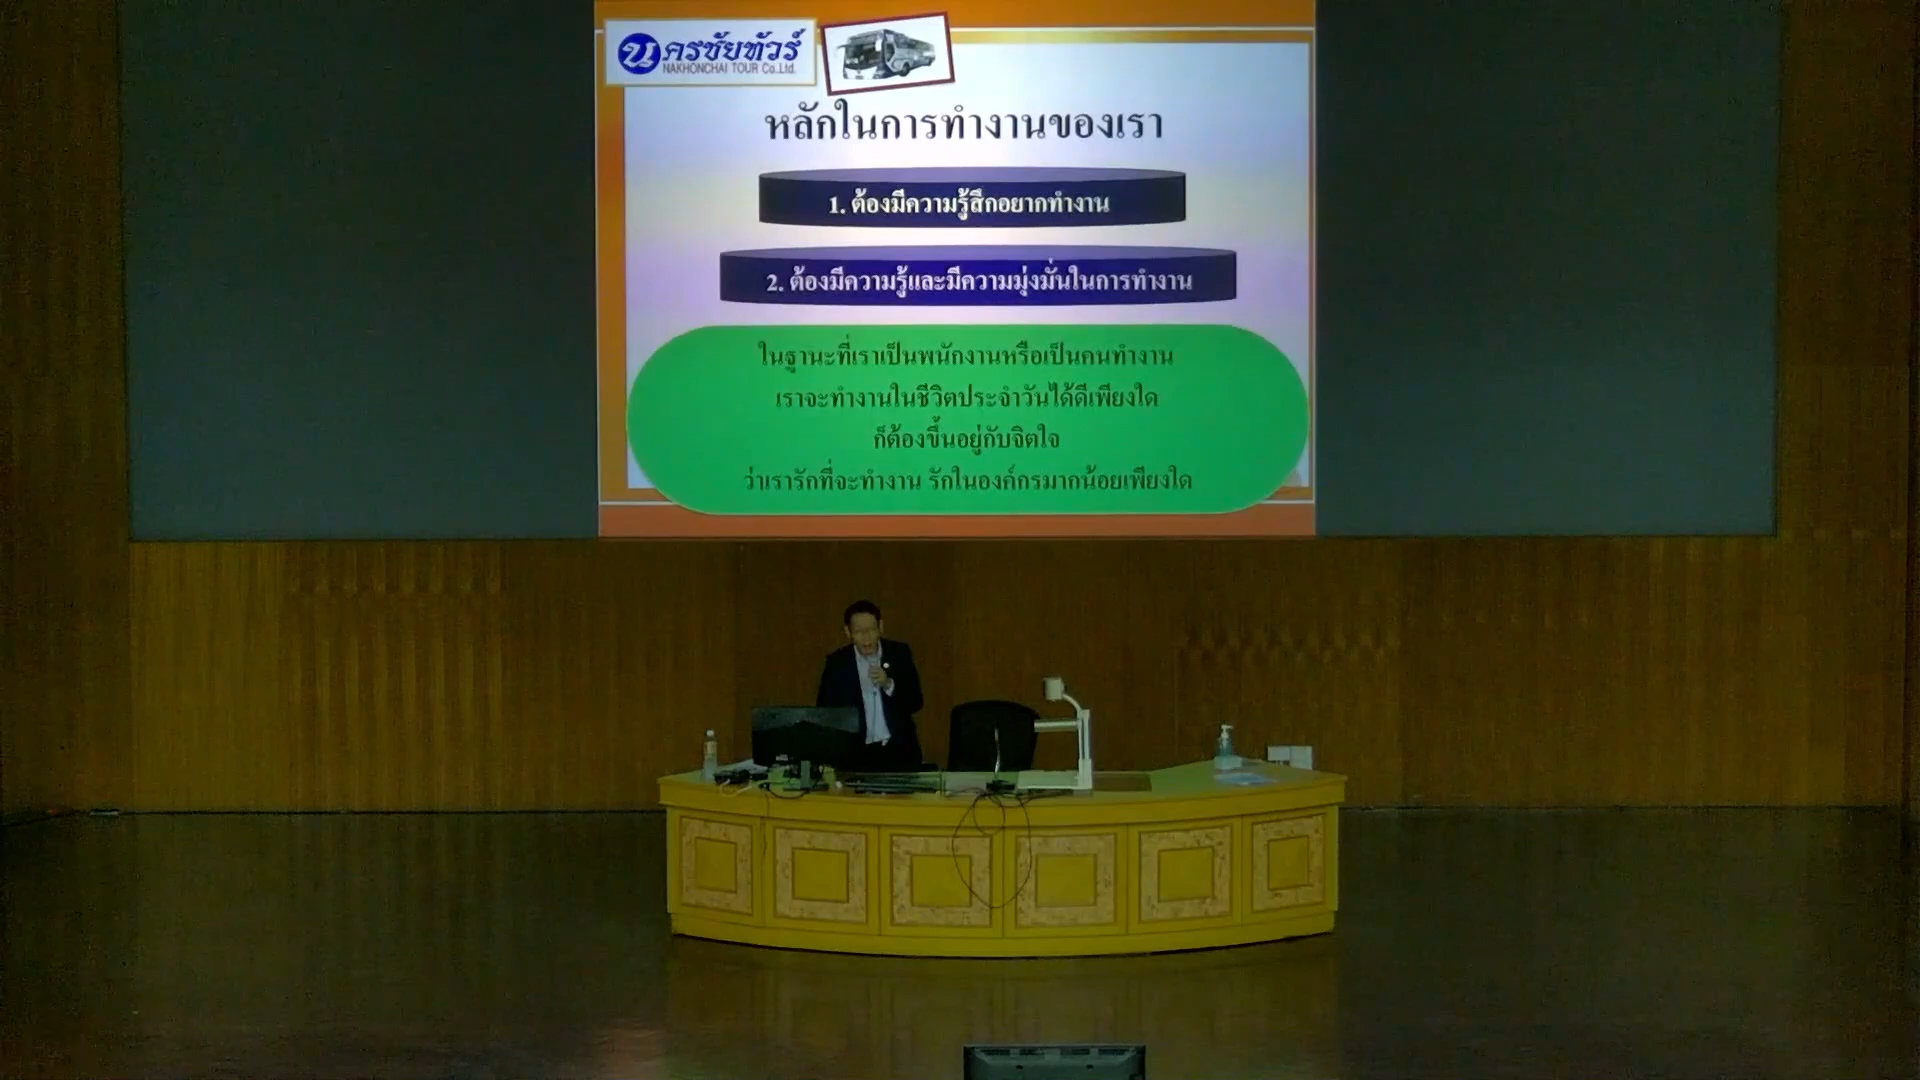 นครชัยทัวร์
NAKHONCHAI TOUR Co.Ltd.
หลักในการทำงานของเรา
1. ต้องมีความรู้สึกอยากทำงาน
2. ต้องมีความรู้และมีความมุ่งมั่นในการทำงาน
ในฐานะที่เราเป็นพนักงานหรือเป็นคนทำงาน
เราจะทำงานในชีวิตประจำวันได้ดีเพียงใด
ก็ต้องขึ้นอยู่กับจิตใจ
ว่าเรารักที่จะทำงาน รักในองค์กรมากน้อยเพียงใด